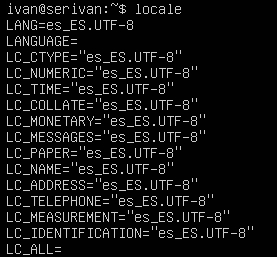 ivan@serivan:~$ locale
LANG=es_ES.UTF-8
LANGUAGE=
LC_CTYPE="es_ES.UTF-8"
LC_NUMERIC="es_ES.UTF-8"
LC_TIME="es_ES.UTF-8"
LC_COLLATE="es_ES.UTF-8"
LC_MONETARY="es_ES.UTF-8"
LC_MESSAGES="es_ES.UTF-8"
LC_PAPER="es_ES.UTF-8"
LC_NAME="es_ES.UTF-8"
LC_ADDRESS="es_ES.UTF-8"
LC_TELEPHONE="es_ES.UTF-8"
LC_MEASUREMENT="es_ES.UTF-8"
LC_IDENTIFICATION="es_ES.UTF-8"
LC_ALL=